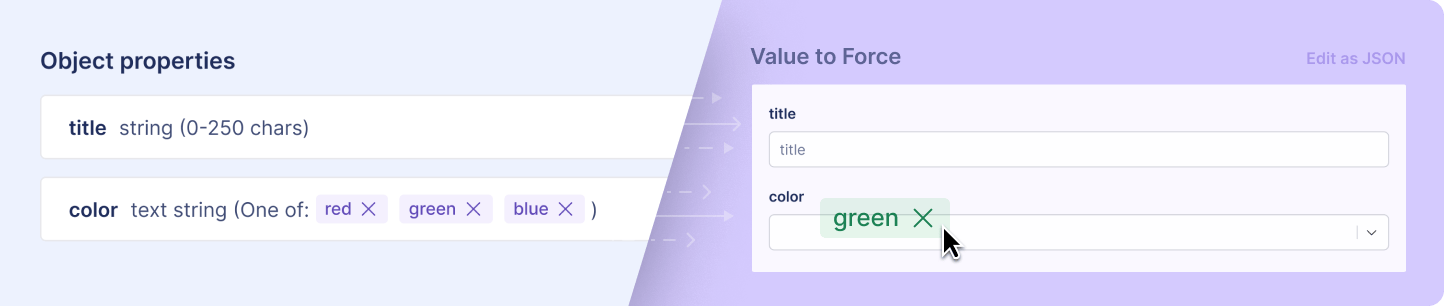 Object properties
title string (0-250 chars)
color text string (One of: red green blue )
Value to Force
Edit as JSON
title
title
color
green